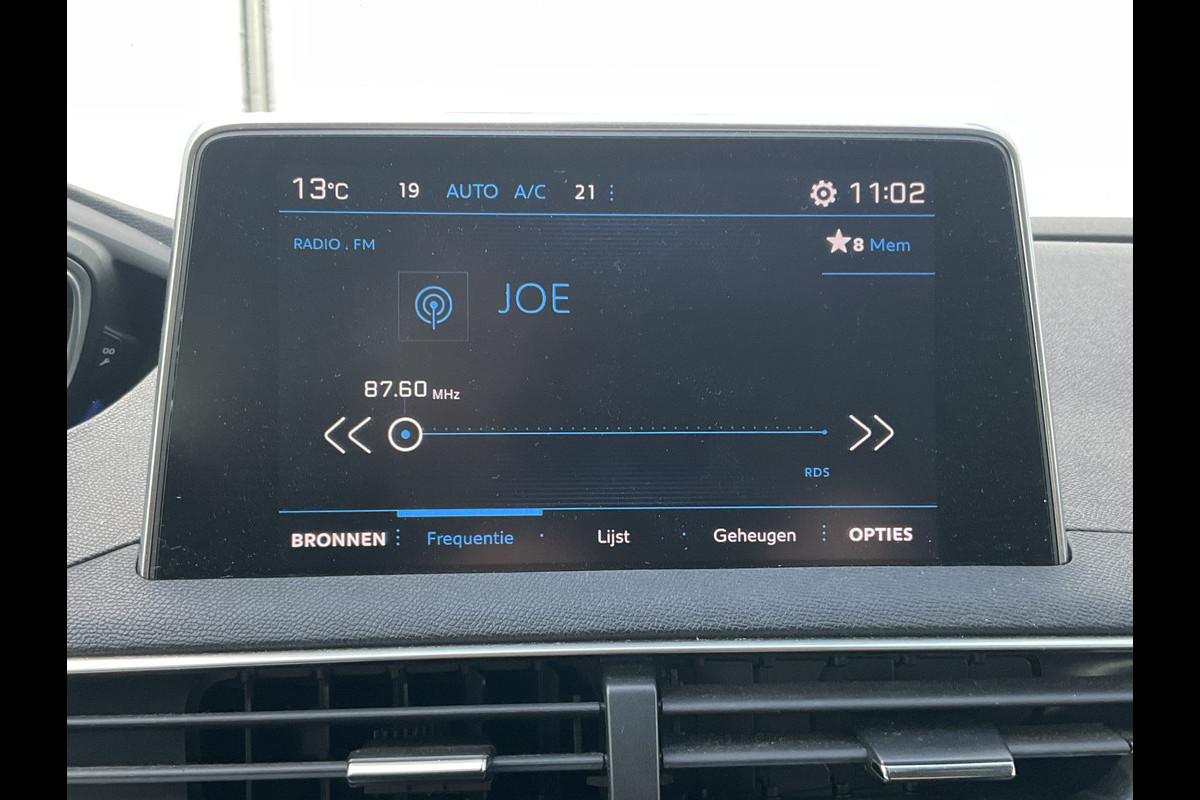 13°C 19 AUTO A/C 21 11:02
RADIO . FM 8 Mem
JOE
87.60 MHz
RDS
BRONNEN Frequentie Lijst Geheugen OPTIES